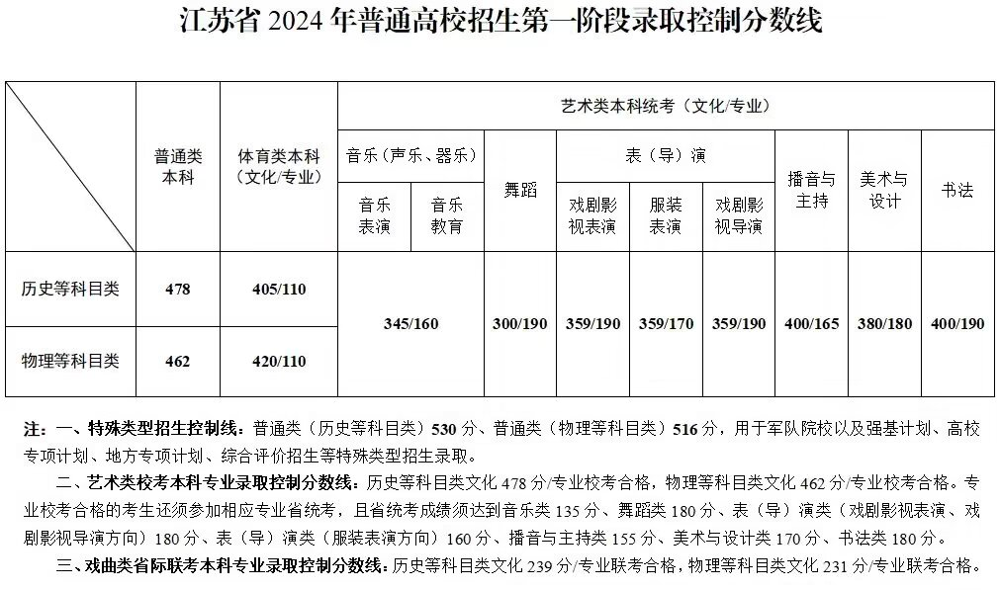 江苏省 2024 年普通高校招生第一阶段录取控制分数线
普通类
本科
体育类本科
（文化/专业）
艺术类本科统考（文化/专业）
音乐（声乐、器乐）
舞蹈
表（导）演
播音与
主持
美术与
设计
书法
音乐
表演
音乐
教育
戏剧影
视表演
服装
表演
戏剧影
视导演
历史等科目类
478
405/110
345/160
300/190
359/190
359/170
359/190
400/165
380/180
400/190
物理等科目类
462
420/110
注：一、特殊类型招生控制线：普通类（历史等科目类）530 分、普通类（物理等科目类）516 分，用于军队院校以及强基计划、高校
专项计划、地方专项计划、综合评价招生等特殊类型招生录取。
二、艺术类校考本科专业录取控制分数线：历史等科目类文化 478 分/专业校考合格，物理等科目类文化 462 分/专业校考合格。专
业校考合格的考生还须参加相应专业省统考，且省统考成绩须达到音乐类 135 分、舞蹈类 180 分、表（导）演类（戏剧影视表演、戏
剧影视导演方向）180 分、表（导）演类（服装表演方向）160 分、播音与主持类 155 分、美术与设计类 170 分、书法类 180 分。
三、戏曲类省际联考本科专业录取控制分数线：历史等科目类文化 239 分/专业联考合格，物理等科目类文化 231 分/专业联考合格。